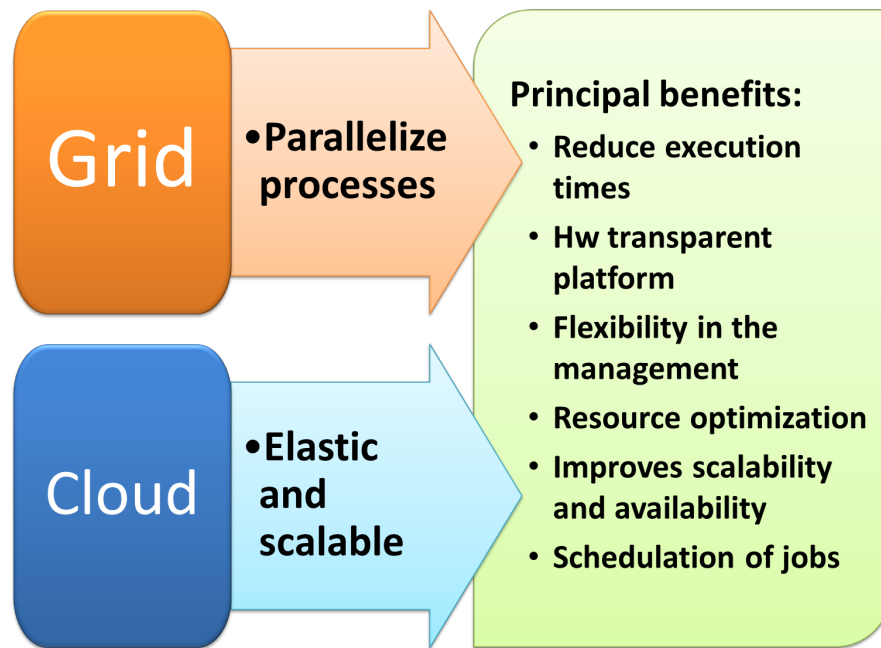 Grid
•Parallelize
processes
Cloud
•Elastic
and
scalable
Principal benefits:
• Reduce execution
times
• Hw transparent
platform
• Flexibility in the
management
• Resource optimization
• Improves scalability
and availability
• Schedulation of jobs